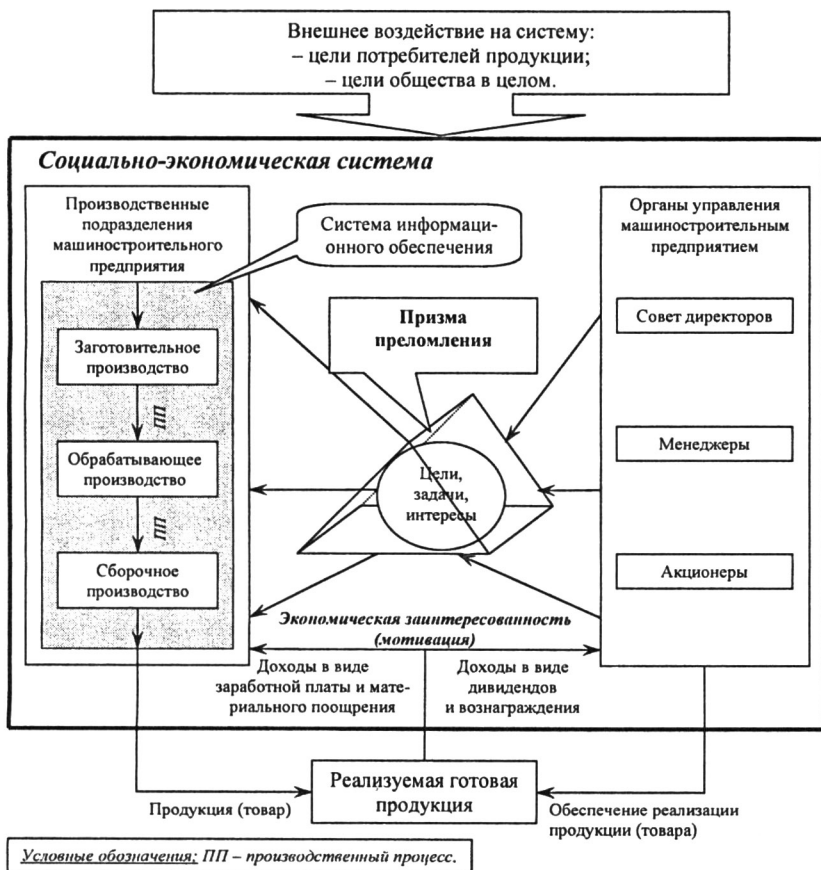 Внешнее воздействие на систему:
– цели потребителей продукции;
– цели общества в целом.
Социально-экономическая система
Производственные
подразделения
машиностроительного
предприятия
Система информаци-
онного обеспечения
Органы управления
машиностроительным
предприятием
Призма
преломления
Совет директоров
Заготовительное
производство
ПП
Менеджеры
Обрабатывающее
производство
Цели,
задачи,
интересы
ПП
Сборочное
производство
Акционеры
Экономическая заинтересованность
(мотивация)
Доходы в виде
заработной платы и мате-
риального поощрения
Доходы в виде
дивидендов
и вознаграждения
Реализуемая готовая
продукция
Продукция (товар)
Обеспечение реализации
продукции (товара)
Условные обозначения: ПП – производственный процесс.